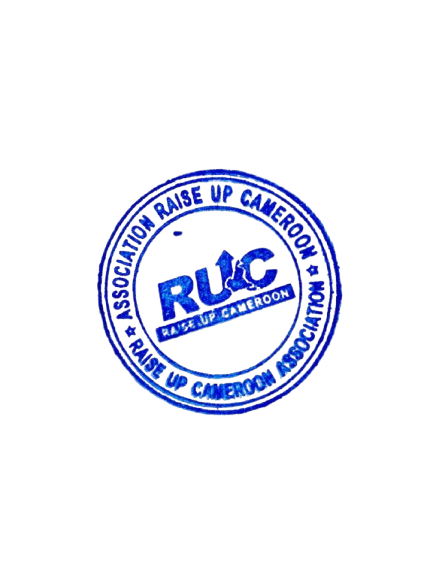 ★ ASSOCIATION RAISE UP CAMEROON ★
RUC
RAISE UP CAMEROON
RAISE UP CAMEROON ASSOCIATION